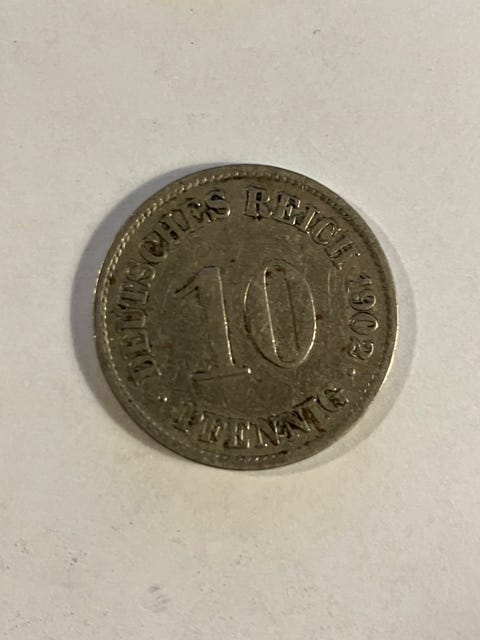 DEUTSCHES REICH 1902
10
PFENNIG